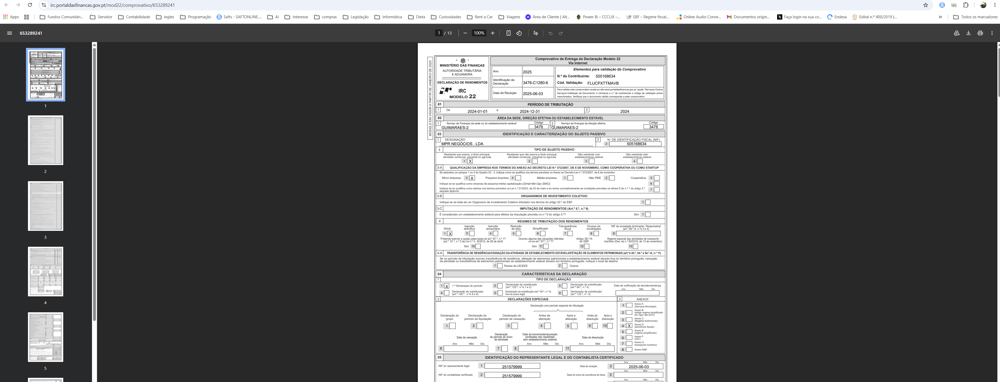 irc.portaldasfinancas.gov.pt/mod22/comprovativo/653289241
Apps
Fundos Comunitári...
Servidor
Contabilidade
ingles
Programação
Safts - SAFTONLINE....
AI
Interesse
compras
Legislação
Informática
Dieta
Curiosidades
Rent a Car
Viagens
Área de Cliente | Alt...
Power Bi – CCCLIX –...
EBF – Regime fiscal...
Online Audio Conve...
Documentos origin...
Faça login na sua co...
Endesa
Edital n.º 400/2019 |...
Todos os marcadores
653289241
1 / 13
100%
1
2
3
4
5
MODELO EM VIGOR A PARTIR DE JANEIRO DE 2025
R. P.
MINISTÉRIO DAS FINANÇAS
AUTORIDADE TRIBUTÁRIA
E ADUANEIRA
DECLARAÇÃO DE RENDIMENTOS
IRC
MODELO 22
Comprovativo de Entrega da Declaração Modelo 22
Via Internet
Ano 2025
Identificação da
Declaração 3476-C1280-6
Data de Receção 2025-06-03
Elementos para validação do Comprovativo
N.º de Contribuinte: 505168634
Cód. Validação: FLUCPXTTMAVB
Para validar este comprovativo aceda ao site www.portaldasfinancas.gov.pt, opção "Serviços>Outros
Serviços>Validação de Documento" e introduza o n.º de contribuinte e código de validação acima
mencionados. Verifique que o documento obtido corresponde a este comprovativo.
01 PERÍODO DE TRIBUTAÇÃO
1 De 2024-01-01 a 2024-12-31 2 2024
02 ÁREA DA SEDE, DIREÇÃO EFETIVA OU ESTABELECIMENTO ESTÁVEL
1 Serviço de Finanças da sede ou do estabelecimento estável Código 2 Serviço de finanças da direção efetiva Código
GUIMARAES-2 3476 GUIMARAES-2 3476
03 IDENTIFICAÇÃO E CARACTERIZAÇÃO DO SUJEITO PASSIVO
1 DESIGNAÇÃO 2 N.º DE IDENTIFICAÇÃO FISCAL (NIF)
MPR NEGÓCIOS , LDA 2 505168634
3 TIPO DE SUJEITO PASSIVO
Residente que exerce, a título principal, Residente que não exerce,a título principal, Não residente com Não residente sem
atividade comercial, industrial ou agrícola atividade comercial, industrial ou agrícola estabelecimento estável estabelecimento estável
1 X 2 3 4
3-A QUALIFICAÇÃO DA EMPRESA NOS TERMOS DO ANEXO AO DECRETO-LEI N.º 372/2007, DE 6 DE NOVEMBRO, COMO COOPERATIVA OU COMO STARTUP
Se assinalou os campos 1 ou 3 do Quadro 03 - 3, indique como se qualifica nos termos previstos no Anexo ao Decreto-Lei n.º 372/2007, de 6 de novembro
Micro empresa 3 X Pequena empresa 4 Média empresa 1 Não PME 2 Cooperativa 5
Indique se se qualifica como empresa de pequena-média capitalização [(Small Mid Cap (SMC)] 6
Indique se se qualifica como startup nos termos previstos na Lei n.º 21/2023, de 25 de maio e se reúne cumulativamente as condições previstas na alínea f) do n.º 1 do artigo 2.º 7
daquele diploma.
3-B ORGANISMOS DE INVESTIMENTO COLETIVO
Indique se se trata de um Organismo de Investimento Coletivo tributado nos termos do artigo 22.º do EBF 1
3-C IMPUTAÇÃO DE RENDIMENTOS (Art.º 5.º, n.º 9)
É considerado um estabelecimento estável para efeitos da imputação prevista no n.º 9 do artigo 5.º? Sim 1
4 REGIMES DE TRIBUTAÇÃO DOS RENDIMENTOS
Geral Isenção definitiva Isenção temporária Redução de taxa Simplificado Transparência fiscal Grupos de sociedades NIF da sociedade dominante / Responsável (art.º 69.º-A, n.ºs 3 e 4)
1 X 3 4 5 6 7 8 9
Pretende exercer a opção pelas taxas do art.º 87.º, n.º 1? Ocorreu alguma das situações referidas Artigo 36.º-A Regime especial das atividades de transporte
(art.º 91.º, n.º 2 da Lei n.º 3 - B/2010, de 28 de abril) no ex-art.º 87.º, n.º 7? do EBF marítimo (Dec.-lei n.º 92/2018, de 13 de novembro)
Sim 10 Sim 11 12 13
4-A TRANSFERÊNCIA DE RESIDÊNCIA/CESSAÇÃO DA ATIVIDADE DE ESTABELECIMENTO ESTÁVEL/AFETAÇÃO DE ELEMENTOS PATRIMONIAIS (art.ºs 83.º, 84.º e 54.º-A, n.º 11)
Se no período de tributação ocorreu transferência de residência, afetação de elementos patrimoniais a estabelecimento estável situado fora do território português, cessação
da atividade ou transferência de elementos patrimoniais de estabelecimento estável situado em território português, indique o local de destino
1 Países da UE/EEE 2 Outros
04 CARACTERÍSTICAS DA DECLARAÇÃO
1 TIPO DE DECLARAÇÃO
1 X 1.ª Declaração do período 2 Declaração de substituição (art.º 122.º, n.ºs 1 e 2) 3 Declaração de substituição (art.º 64.º, n.º 4) Data de notificação da decisão/sentença
Ano Mês Dia
4 Declaração de substituição (art.º 120.º , n.ºs 8 e 9) 5 Declaração de substituição (art.º 64.º, n.º 4) fora do prazo legal 6 Declaração de substituição (art.º 122.º, n.º 3)
2 DECLARAÇÕES ESPECIAIS 3 ANEXOS
Declaração com período especial de tributação
Declaração do grupo Declaração do período de liquidação Declaração do período de cessação Antes da alteração Após a alteração Antes da dissolução Após a dissolução
1 2 3 4 5 9 10
Data da cessação Declaração do período do início de atividade Data da transmissão/aquisição (entidades não residentes sem estabelecimento estável) Data da dissolução
Ano Mês Dia Ano Mês Dia Ano Mês Dia
6 7 8 11
1 Anexo A (Derrama Municipal)
2 Anexo B (antigo regime simplificado em vigor até 2010)
3 Anexo C (Regiões Autónomas)
4 X Anexo D (benefícios fiscais)
5 Anexo E (regime simplificado)
6 Anexo F (OIC)
7 Anexo G (transporte marítimo)
8 Anexo AIMI
05 IDENTIFICAÇÃO DO REPRESENTANTE LEGAL E DO CONTABILISTA CERTIFICADO
Ano Mês Dia
NIF do representante legal 1 251579999 Data da receção 3 2025-06-03
Ano Mês Dia
NIF do contabilista certificado 2 251579999 Data do início da ocorrência do facto 5
Ano Mês Dia